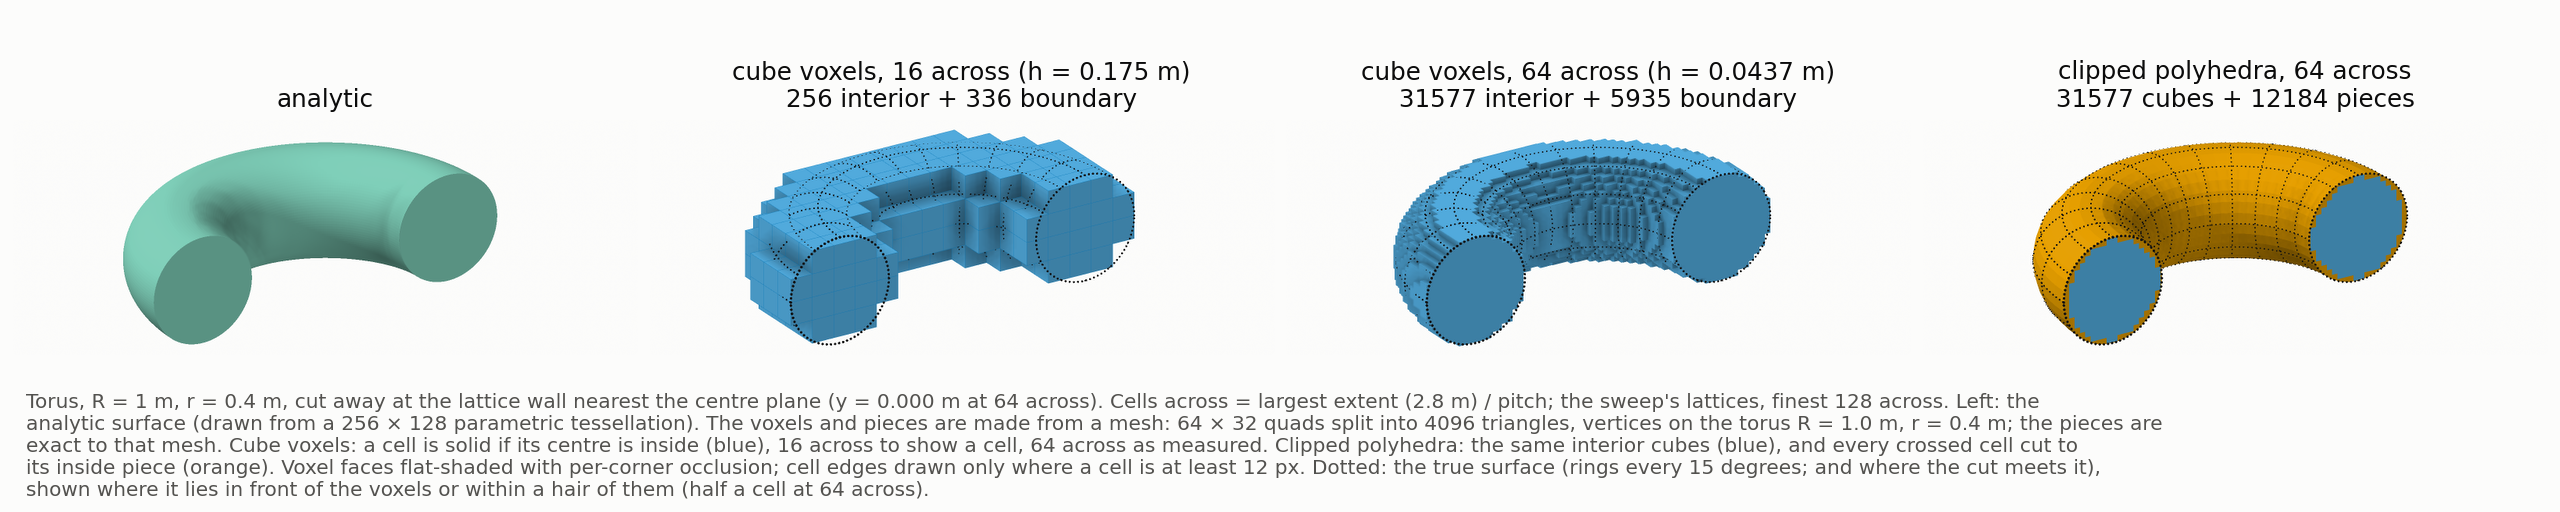 analytic
cube voxels, 16 across (h = 0.175 m)
256 interior + 336 boundary
cube voxels, 64 across (h = 0.0437 m)
31577 interior + 5935 boundary
clipped polyhedra, 64 across
31577 cubes + 12184 pieces
Torus, R = 1 m, r = 0.4 m, cut away at the lattice wall nearest the centre plane (y = 0.000 m at 64 across). Cells across = largest extent (2.8 m) / pitch; the sweep's lattices, finest 128 across. Left: the
analytic surface (drawn from a 256 × 128 parametric tessellation). The voxels and pieces are made from a mesh: 64 × 32 quads split into 4096 triangles, vertices on the torus R = 1.0 m, r = 0.4 m; the pieces are
exact to that mesh. Cube voxels: a cell is solid if its centre is inside (blue), 16 across to show a cell, 64 across as measured. Clipped polyhedra: the same interior cubes (blue), and every crossed cell cut to
its inside piece (orange). Voxel faces flat-shaded with per-corner occlusion; cell edges drawn only where a cell is at least 12 px. Dotted: the true surface (rings every 15 degrees; and where the cut meets it),
shown where it lies in front of the voxels or within a hair of them (half a cell at 64 across).